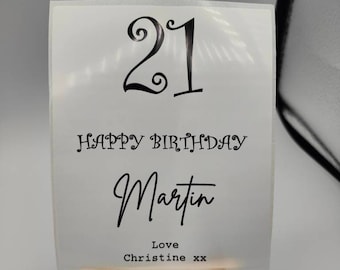 21
HAPPY BIRTHDAY
Martin
Love
Christine xx